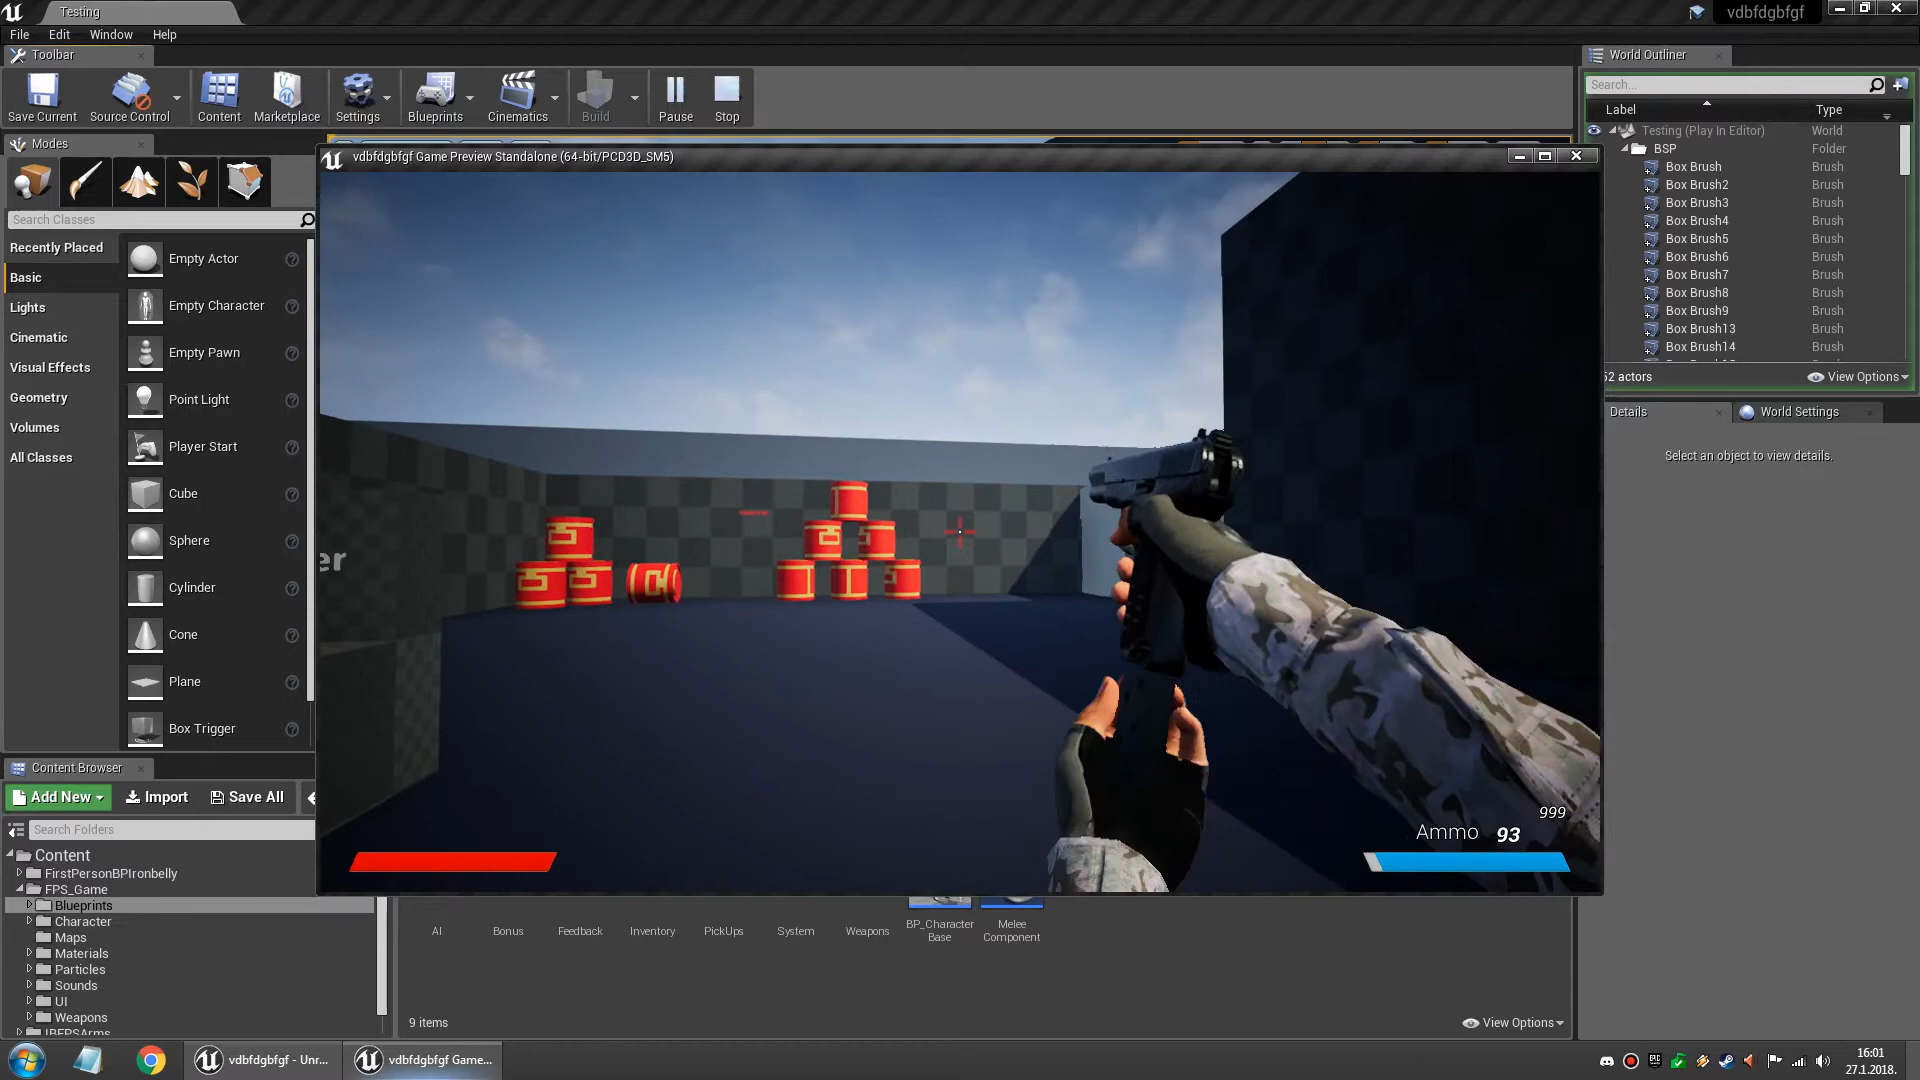 Testing
vdbfdgbfgf
File Edit Window Help
Toolbar
World Outliner
Save Current
Source Control
Content
Marketplace
Settings
Blueprints
Cinematics
Build
Pause
Stop
Search...
Label Type
Testing (Play In Editor) World
BSP Folder
Box Brush Brush
Box Brush2 Brush
Box Brush3 Brush
Box Brush4 Brush
Box Brush5 Brush
Box Brush6 Brush
Box Brush7 Brush
Box Brush8 Brush
Box Brush9 Brush
Box Brush13 Brush
Box Brush14 Brush
52 actors
View Options
Details
World Settings
Select an object to view details.
Modes
vdbfdgbfgf Game Preview Standalone (64-bit/PCD3D_SM5)
Search Classes
Recently Placed
Basic
Lights
Cinematic
Visual Effects
Geometry
Volumes
All Classes
Empty Actor
Empty Character
Empty Pawn
Point Light
Player Start
Cube
Sphere
Cylinder
Cone
Plane
Box Trigger
er
999
Ammo 93
Content Browser
Add New
Import
Save All
Search Folders
Content
FirstPersonBPIronbelly
FPS_Game
Blueprints
Character
Maps
Materials
Particles
Sounds
UI
Weapons
IBFPSArms
AI
Bonus
Feedback
Inventory
PickUps
System
Weapons
BP_Character
Base
Melee
Component
9 items
View Options
vdbfdgbfgf - Unr...
vdbfdgbfgf Game...
16:01
27.1.2018.